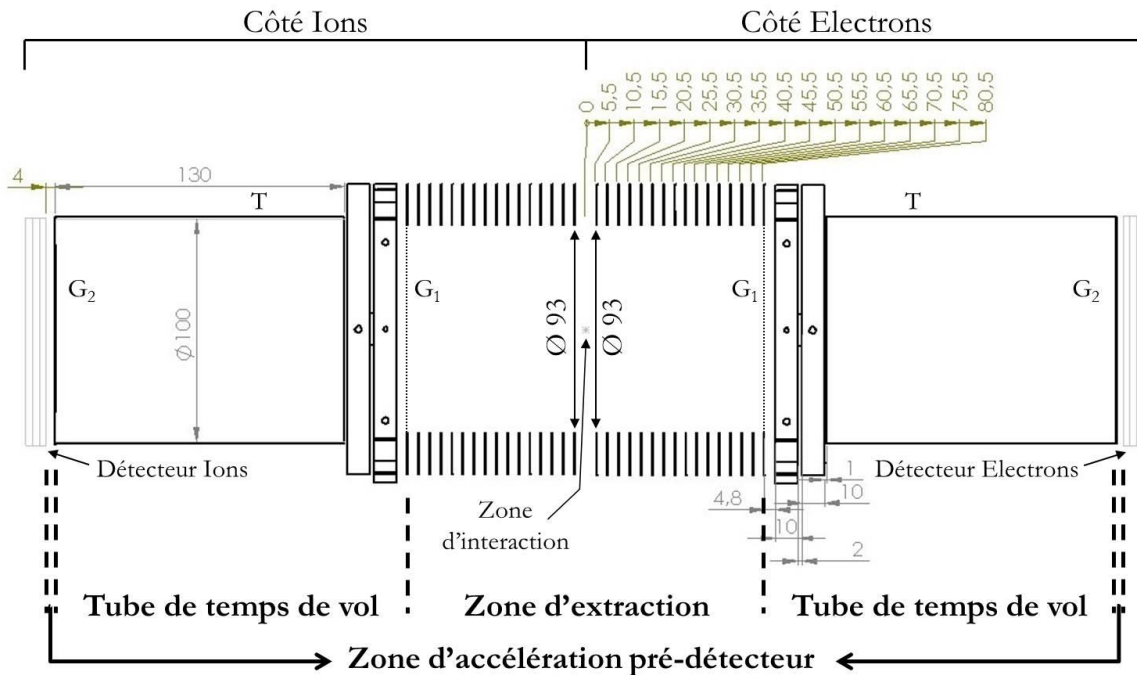 Côté Ions
Côté Electrons
0
5,5
10,5
15,5
20,5
25,5
30,5
35,5
40,5
45,5
50,5
55,5
60,5
65,5
70,5
75,5
80,5
4
130
T
T
G2
G1
G1
G2
Ø100
Ø 93
Ø 93
Détecteur Ions
Détecteur Electrons
Zone
d'interaction
1
10
4,8
10
2
Tube de temps de vol
Zone d'extraction
Tube de temps de vol
Zone d'accélération pré-détecteur